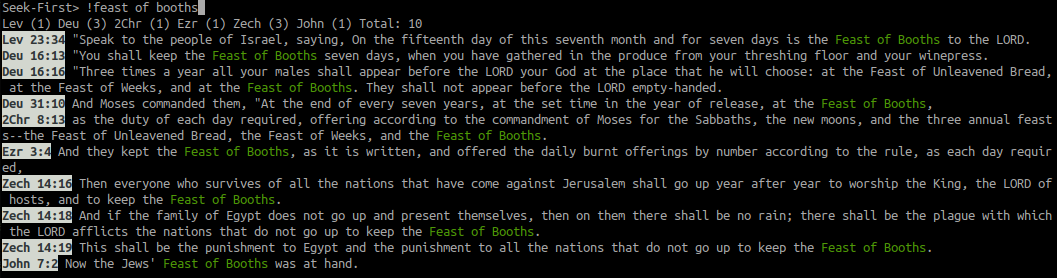 Seek-First> !feast of booths
Lev (1) Deu (3) 2Chr (1) Ezr (1) Zech (3) John (1) Total: 10
Lev 23:34 "Speak to the people of Israel, saying, On the fifteenth day of this seventh month and for seven days is the Feast of Booths to the LORD.
Deu 16:13 "You shall keep the Feast of Booths seven days, when you have gathered in the produce from your threshing floor and your winepress.
Deu 16:16 "Three times a year all your males shall appear before the LORD your God at the place that he will choose: at the Feast of Unleavened Bread,
at the Feast of Weeks, and at the Feast of Booths. They shall not appear before the LORD empty-handed.
Deu 31:10 And Moses commanded them, "At the end of every seven years, at the set time in the year of release, at the Feast of Booths,
2Chr 8:13 as the duty of each day required, offering according to the commandment of Moses for the Sabbaths, the new moons, and the three annual feast
s--the Feast of Unleavened Bread, the Feast of Weeks, and the Feast of Booths.
Ezr 3:4 And they kept the Feast of Booths, as it is written, and offered the daily burnt offerings by number according to the rule, as each day requir
ed,
Zech 14:16 Then everyone who survives of all the nations that have come against Jerusalem shall go up year after year to worship the King, the LORD of
hosts, and to keep the Feast of Booths.
Zech 14:18 And if the family of Egypt does not go up and present themselves, then on them there shall be no rain; there shall be the plague with which
the LORD afflicts the nations that do not go up to keep the Feast of Booths.
Zech 14:19 This shall be the punishment to Egypt and the punishment to all the nations that do not go up to keep the Feast of Booths.
John 7:2 Now the Jews' Feast of Booths was at hand.